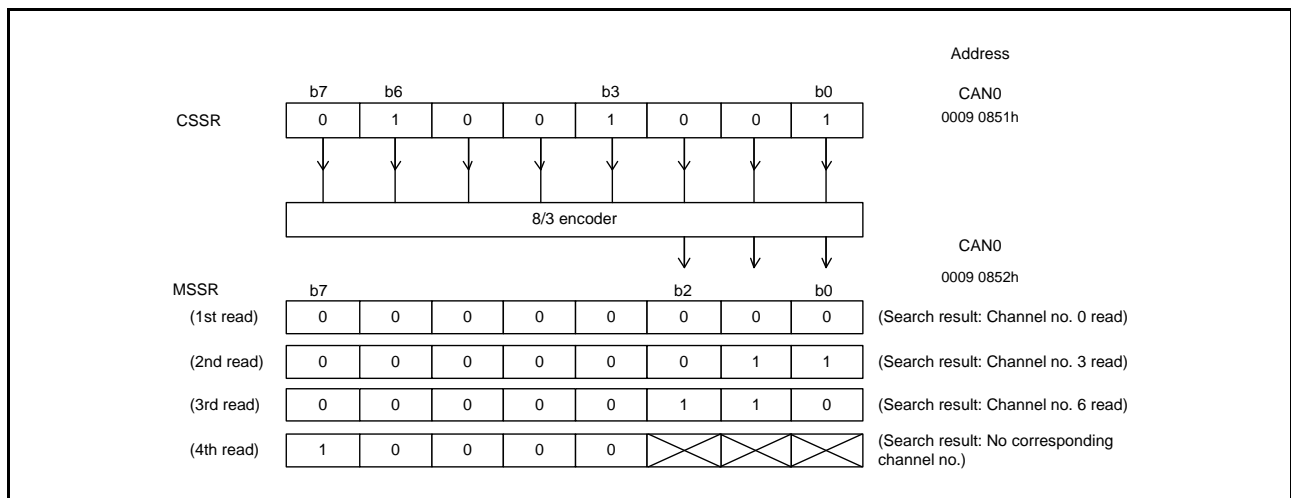 Address
b7 b6 b3 b0 CAN0
CSSR 0 1 0 0 1 0 0 1 0009 0851h
8/3 encoder
CAN0
0009 0852h
MSSR b7 b2 b0
(1st read) 0 0 0 0 0 0 0 0 (Search result: Channel no. 0 read)
(2nd read) 0 0 0 0 0 0 1 1 (Search result: Channel no. 3 read)
(3rd read) 0 0 0 0 0 1 1 0 (Search result: Channel no. 6 read)
(4th read) 1 0 0 0 0 (Search result: No corresponding
channel no.)